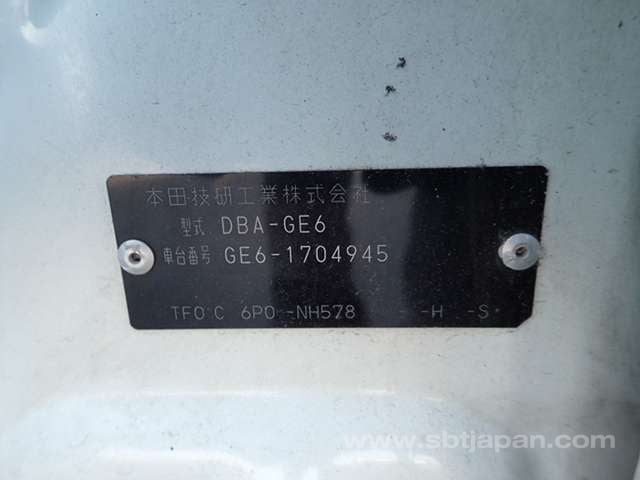 本田技研工業株式会社
型式 DBA-GE6
車台番号 GE6-1704945
TF0 C 6P0 -NH578 - -H -S
www.sbtjapan.com